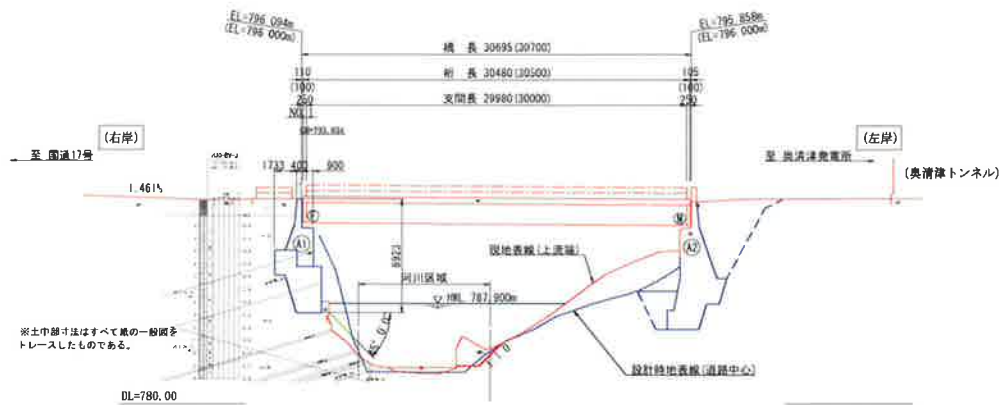 EL=796 094m
(EL=796 000m)
EL=795 858m
(EL=796 000m)
橋 長 30695(30700)
110
桁 長 30480(30500)
105
(100)
(100)
250
支間長 29980(30000)
250
NO.1
(右岸)
(左岸)
至 国道17号
1733 400 900
至 奥清津発電所
(奥清津トンネル)
1.461%
F
M
A1
A2
6923
現地表線(上流端)
河川区域
HWL 787.900m
※土中部寸法はすべて紙の一般図を
トレースしたものである。
設計時地表線(道路中心)
DL=780.00